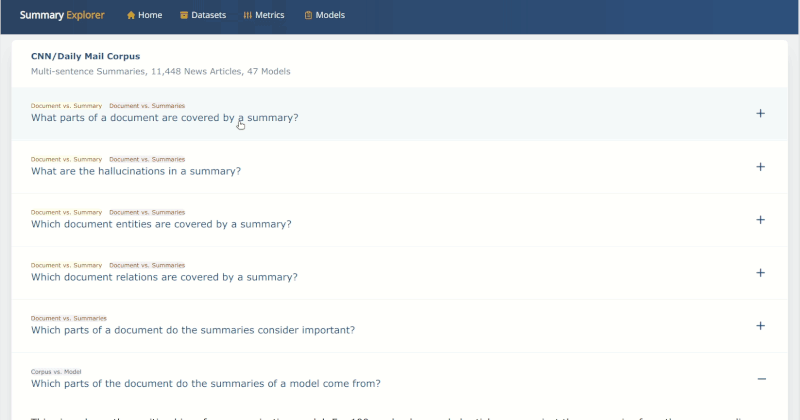 Summary Explorer Home Datasets Metrics Models
CNN/Daily Mail Corpus
Multi-sentence Summaries, 11,448 News Articles, 47 Models
Document vs. Summary Document vs. Summaries
What parts of a document are covered by a summary?
Document vs. Summary Document vs. Summaries
What are the hallucinations in a summary?
Document vs. Summary Document vs. Summaries
Which document entities are covered by a summary?
Document vs. Summary Document vs. Summaries
Which document relations are covered by a summary?
Document vs. Summaries
Which parts of a document do the summaries consider important?
Corpus vs. Model
Which parts of the document do the summaries of a model come from?